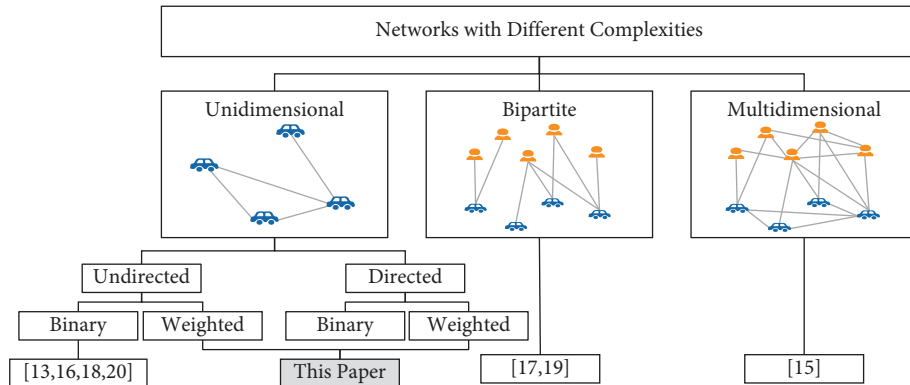 Networks with Different Complexities
Unidimensional
Bipartite
Multidimensional
Undirected
Directed
Binary
Weighted
Binary
Weighted
[13,16,18,20]
This Paper
[17,19]
[15]